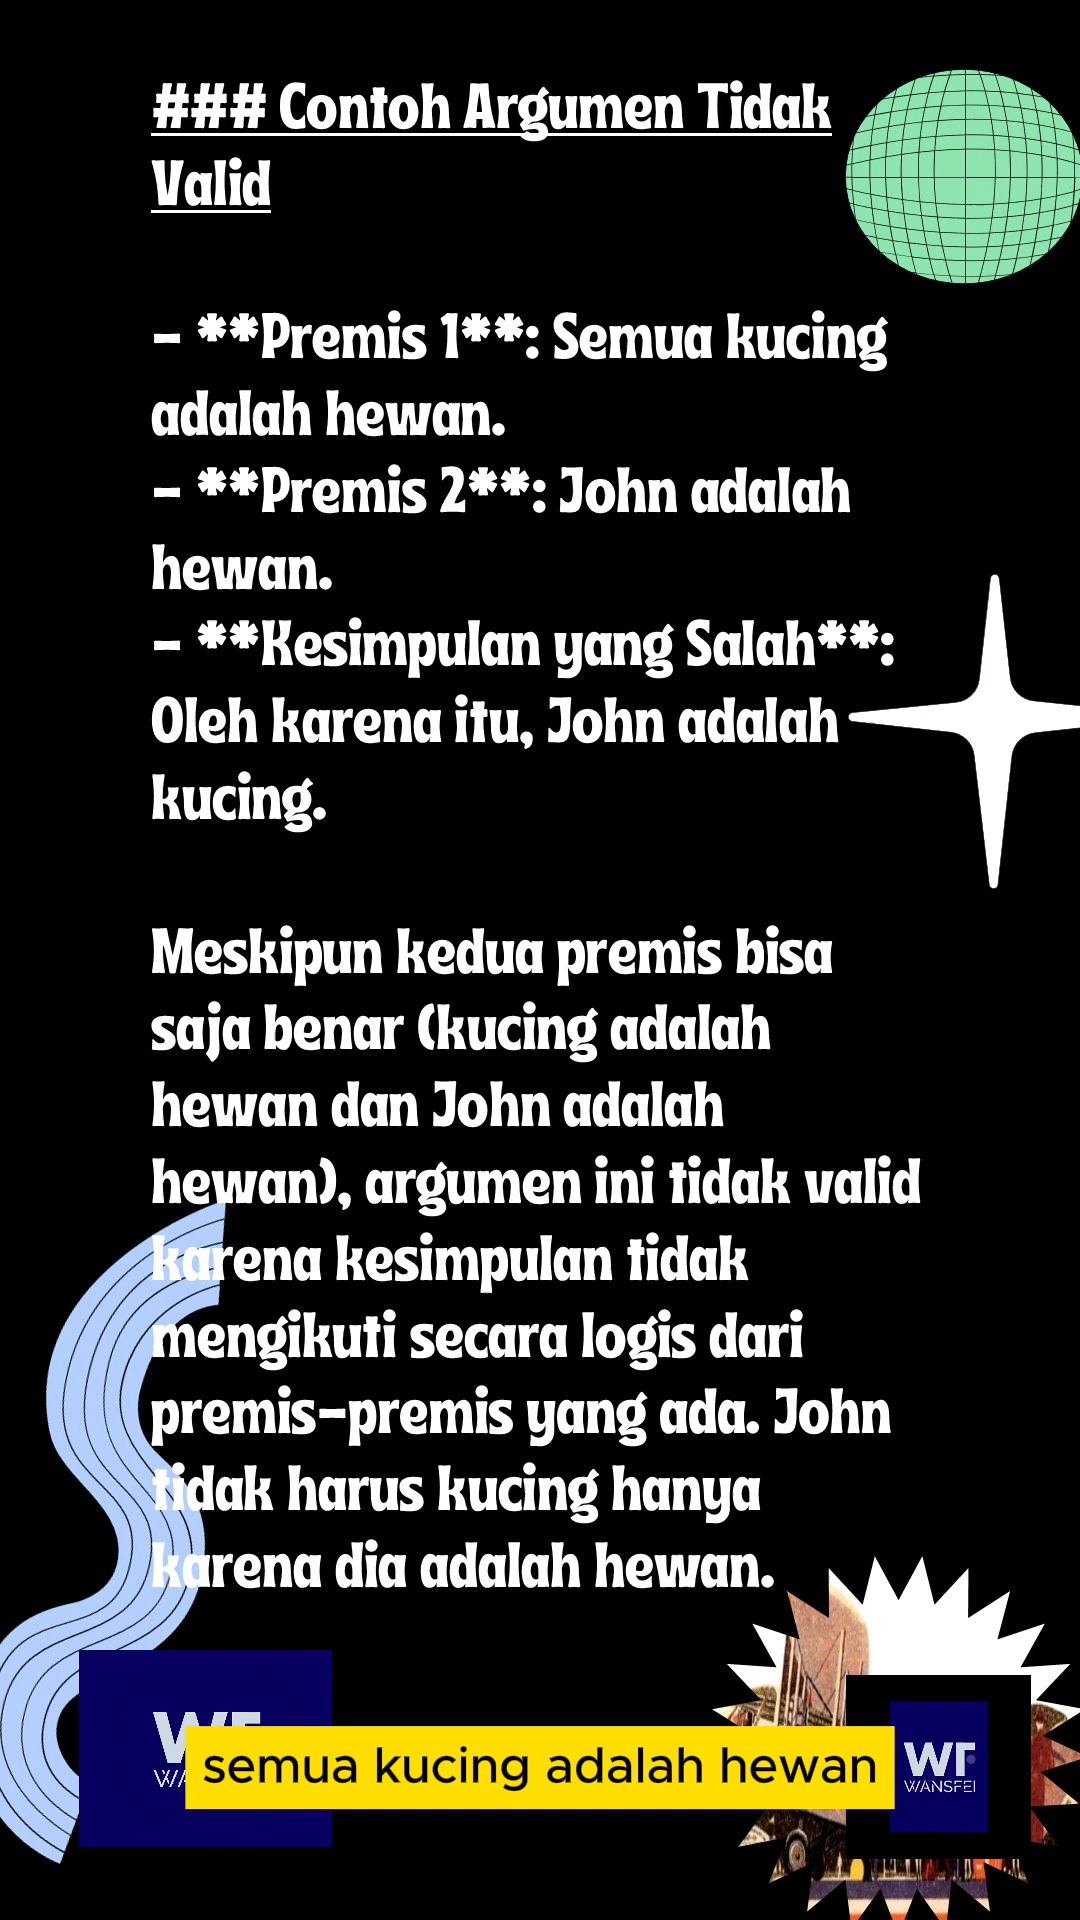 ### Contoh Argumen Tidak
Valid
- **Premis 1**: Semua kucing
adalah hewan.
- **Premis 2**: John adalah
hewan.
- **Kesimpulan yang Salah**:
Oleh karena itu, John adalah
kucing.
Meskipun kedua premis bisa
saja benar (kucing adalah
hewan dan John adalah
hewan), argumen ini tidak valid
karena kesimpulan tidak
mengikuti secara logis dari
premis-premis yang ada. John
tidak harus kucing hanya
karena dia adalah hewan.
semua kucing adalah hewan
WF
WANSFEI